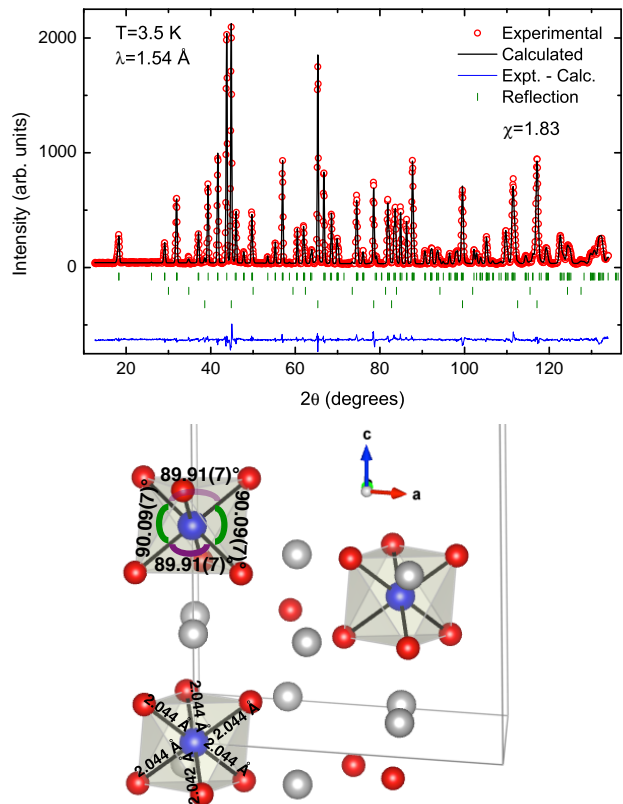 2000
1000
0
Intensity (arb. units)
T=3.5 K
λ=1.54 Å
Experimental
Calculated
Expt. - Calc.
Reflection
χ=1.83
20 40 60 80 100 120
2θ (degrees)
89.91(7)°
90.09(7)°
90.09(7)°
89.91(7)°
c
a
2.044 Å
2.044 Å
2.044 Å
2.044 Å
2.044 Å
2.042 Å